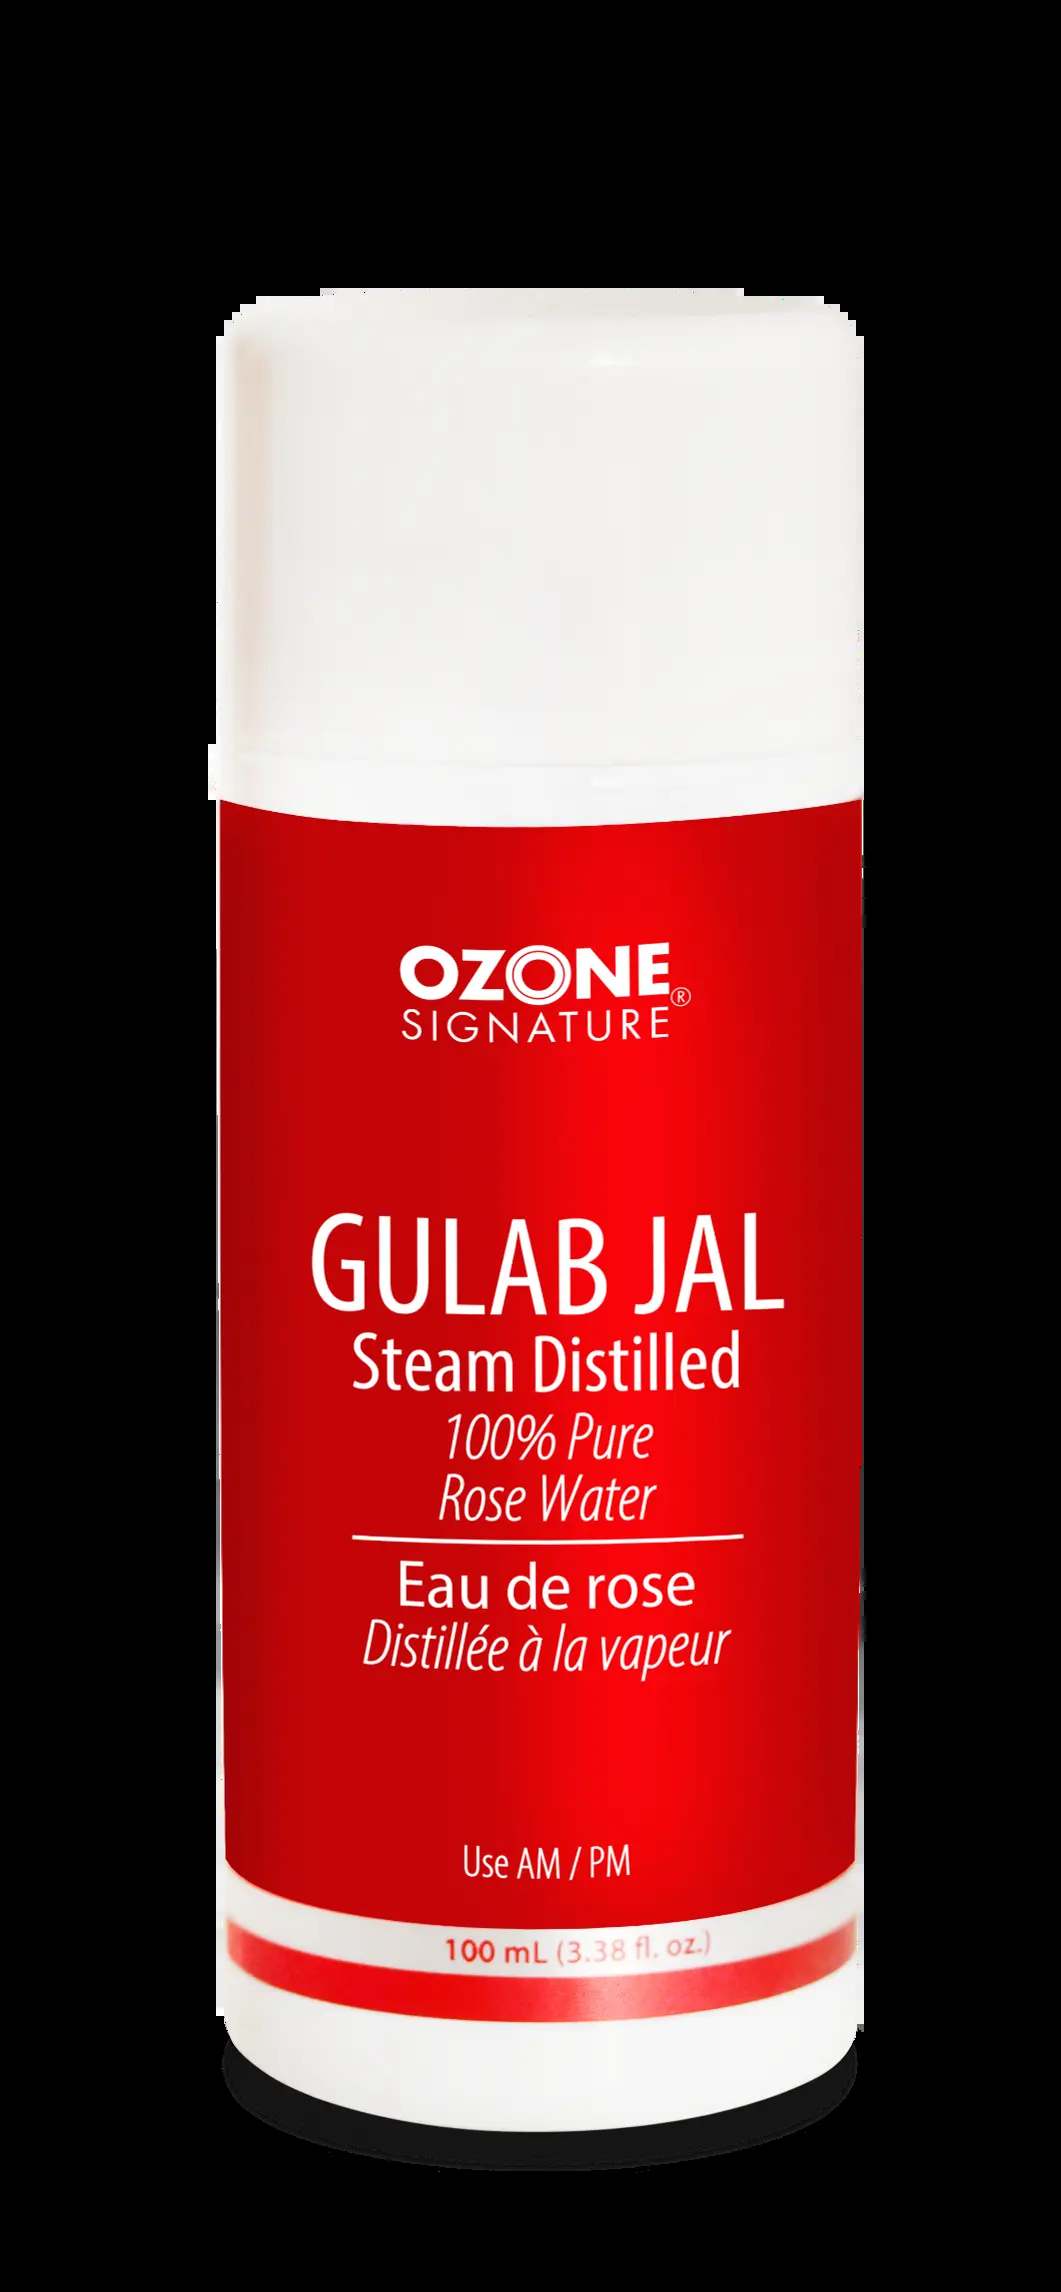 OZONE®
SIGNATURE
GULAB JAL
Steam Distilled
100% Pure
Rose Water
Eau de rose
Distillée à la vapeur
Use AM / PM
100 mL (3.38 fl. oz.)